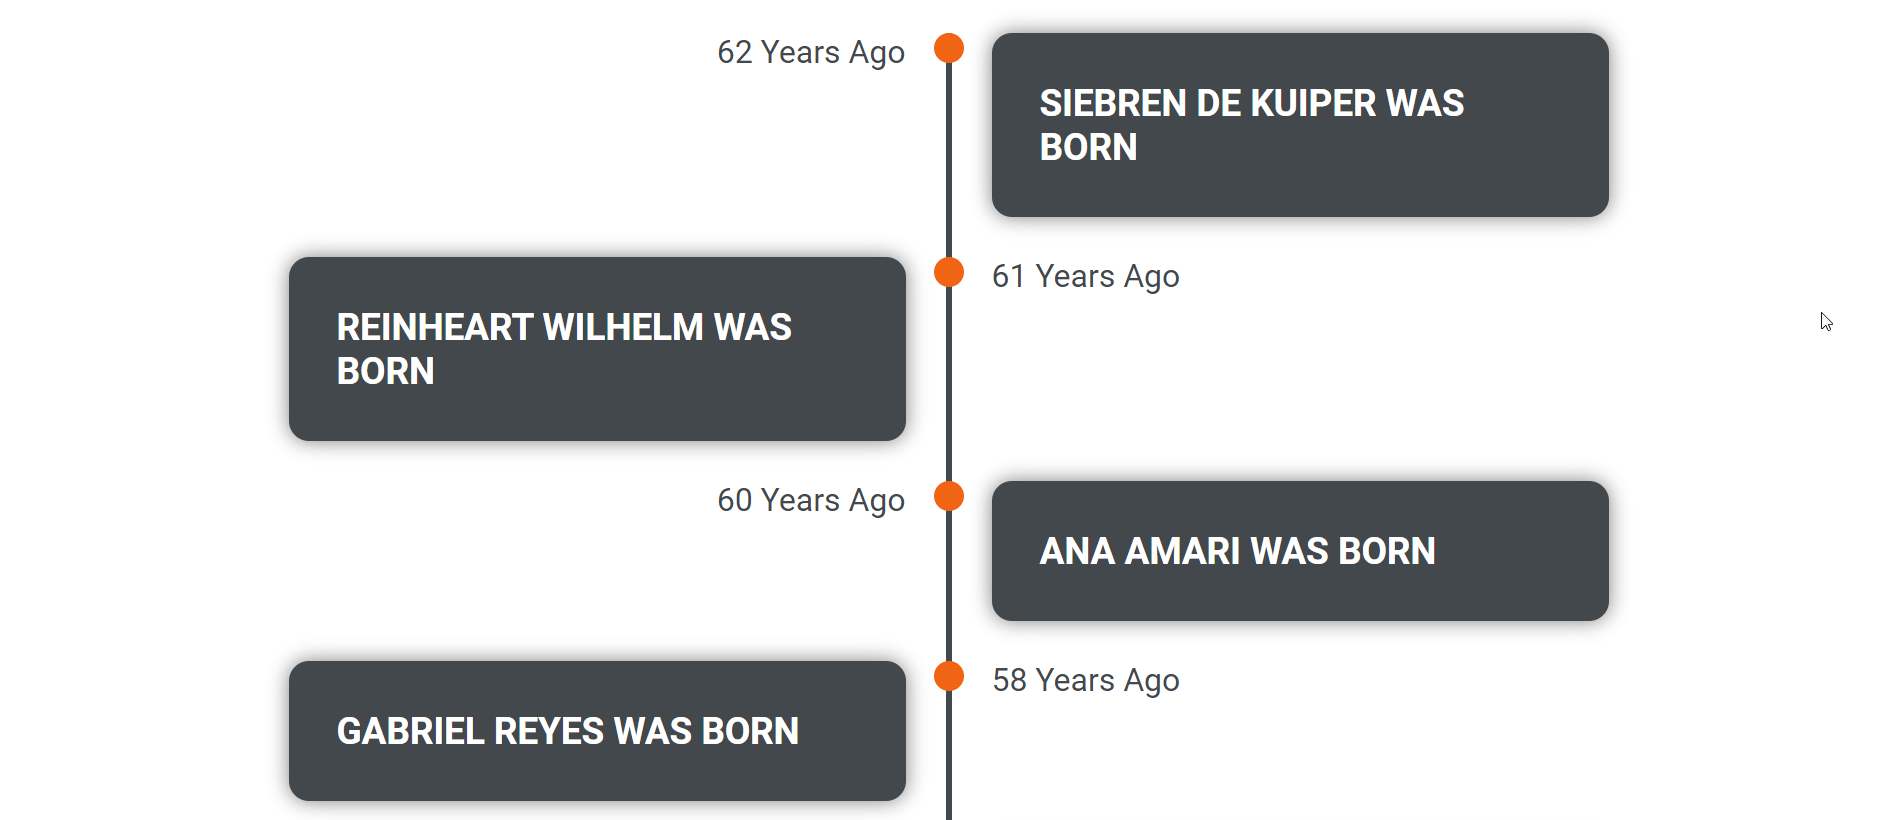 62 Years Ago
SIEBREN DE KUIPER WAS
BORN
61 Years Ago
REINHEART WILHELM WAS
BORN
60 Years Ago
ANA AMARI WAS BORN
58 Years Ago
GABRIEL REYES WAS BORN